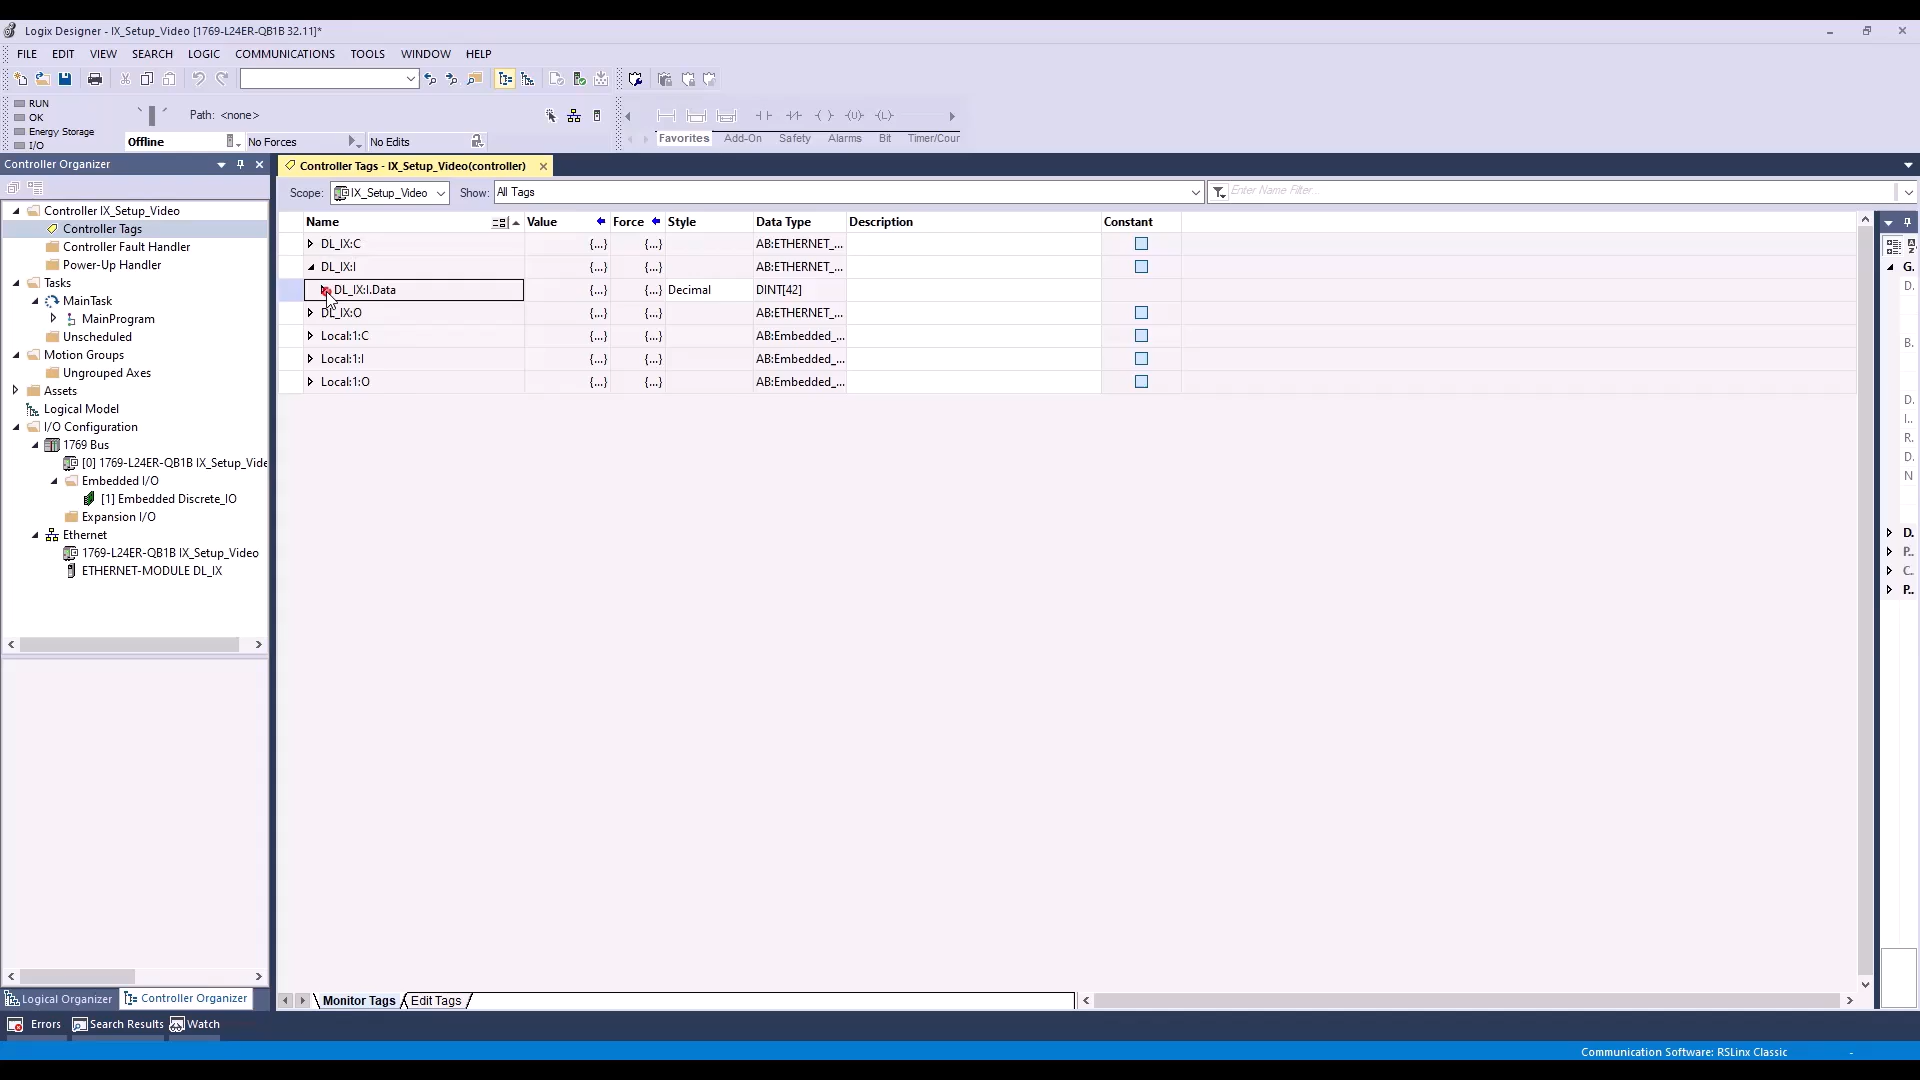 Logix Designer - IX_Setup_Video [1769-L24ER-QB1B 32.11]*
FILE EDIT VIEW SEARCH LOGIC COMMUNICATIONS TOOLS WINDOW HELP
RUN
OK
Energy Storage
I/O
Path: <none>
Offline No Forces No Edits
Favorites Add-On Safety Alarms Bit Timer/Cour
Controller Organizer
Controller IX_Setup_Video
Controller Tags
Controller Fault Handler
Power-Up Handler
Tasks
MainTask
MainProgram
Unscheduled
Motion Groups
Ungrouped Axes
Assets
Logical Model
I/O Configuration
1769 Bus
[0] 1769-L24ER-QB1B IX_Setup_Vide
Embedded I/O
[1] Embedded Discrete_IO
Expansion I/O
Ethernet
1769-L24ER-QB1B IX_Setup_Video
ETHERNET-MODULE DL_IX
Logical Organizer Controller Organizer
Controller Tags - IX_Setup_Video(controller)
Scope: IX_Setup_Video Show: All Tags Enter Name Filter...
Name Value Force Style Data Type Description Constant
DL_IX:C {...} {...} AB:ETHERNET_...
DL_IX:I {...} {...} AB:ETHERNET_...
DL_IX:I.Data {...} {...} Decimal DINT[42]
DL_IX:O {...} {...} AB:ETHERNET_...
Local:1:C {...} {...} AB:Embedded_...
Local:1:I {...} {...} AB:Embedded_...
Local:1:O {...} {...} AB:Embedded_...
Monitor Tags Edit Tags
G.
D.
B.
D.
I..
R.
D.
N
D.
P..
C.
P..
Errors Search Results Watch
Communication Software: RSLinx Classic